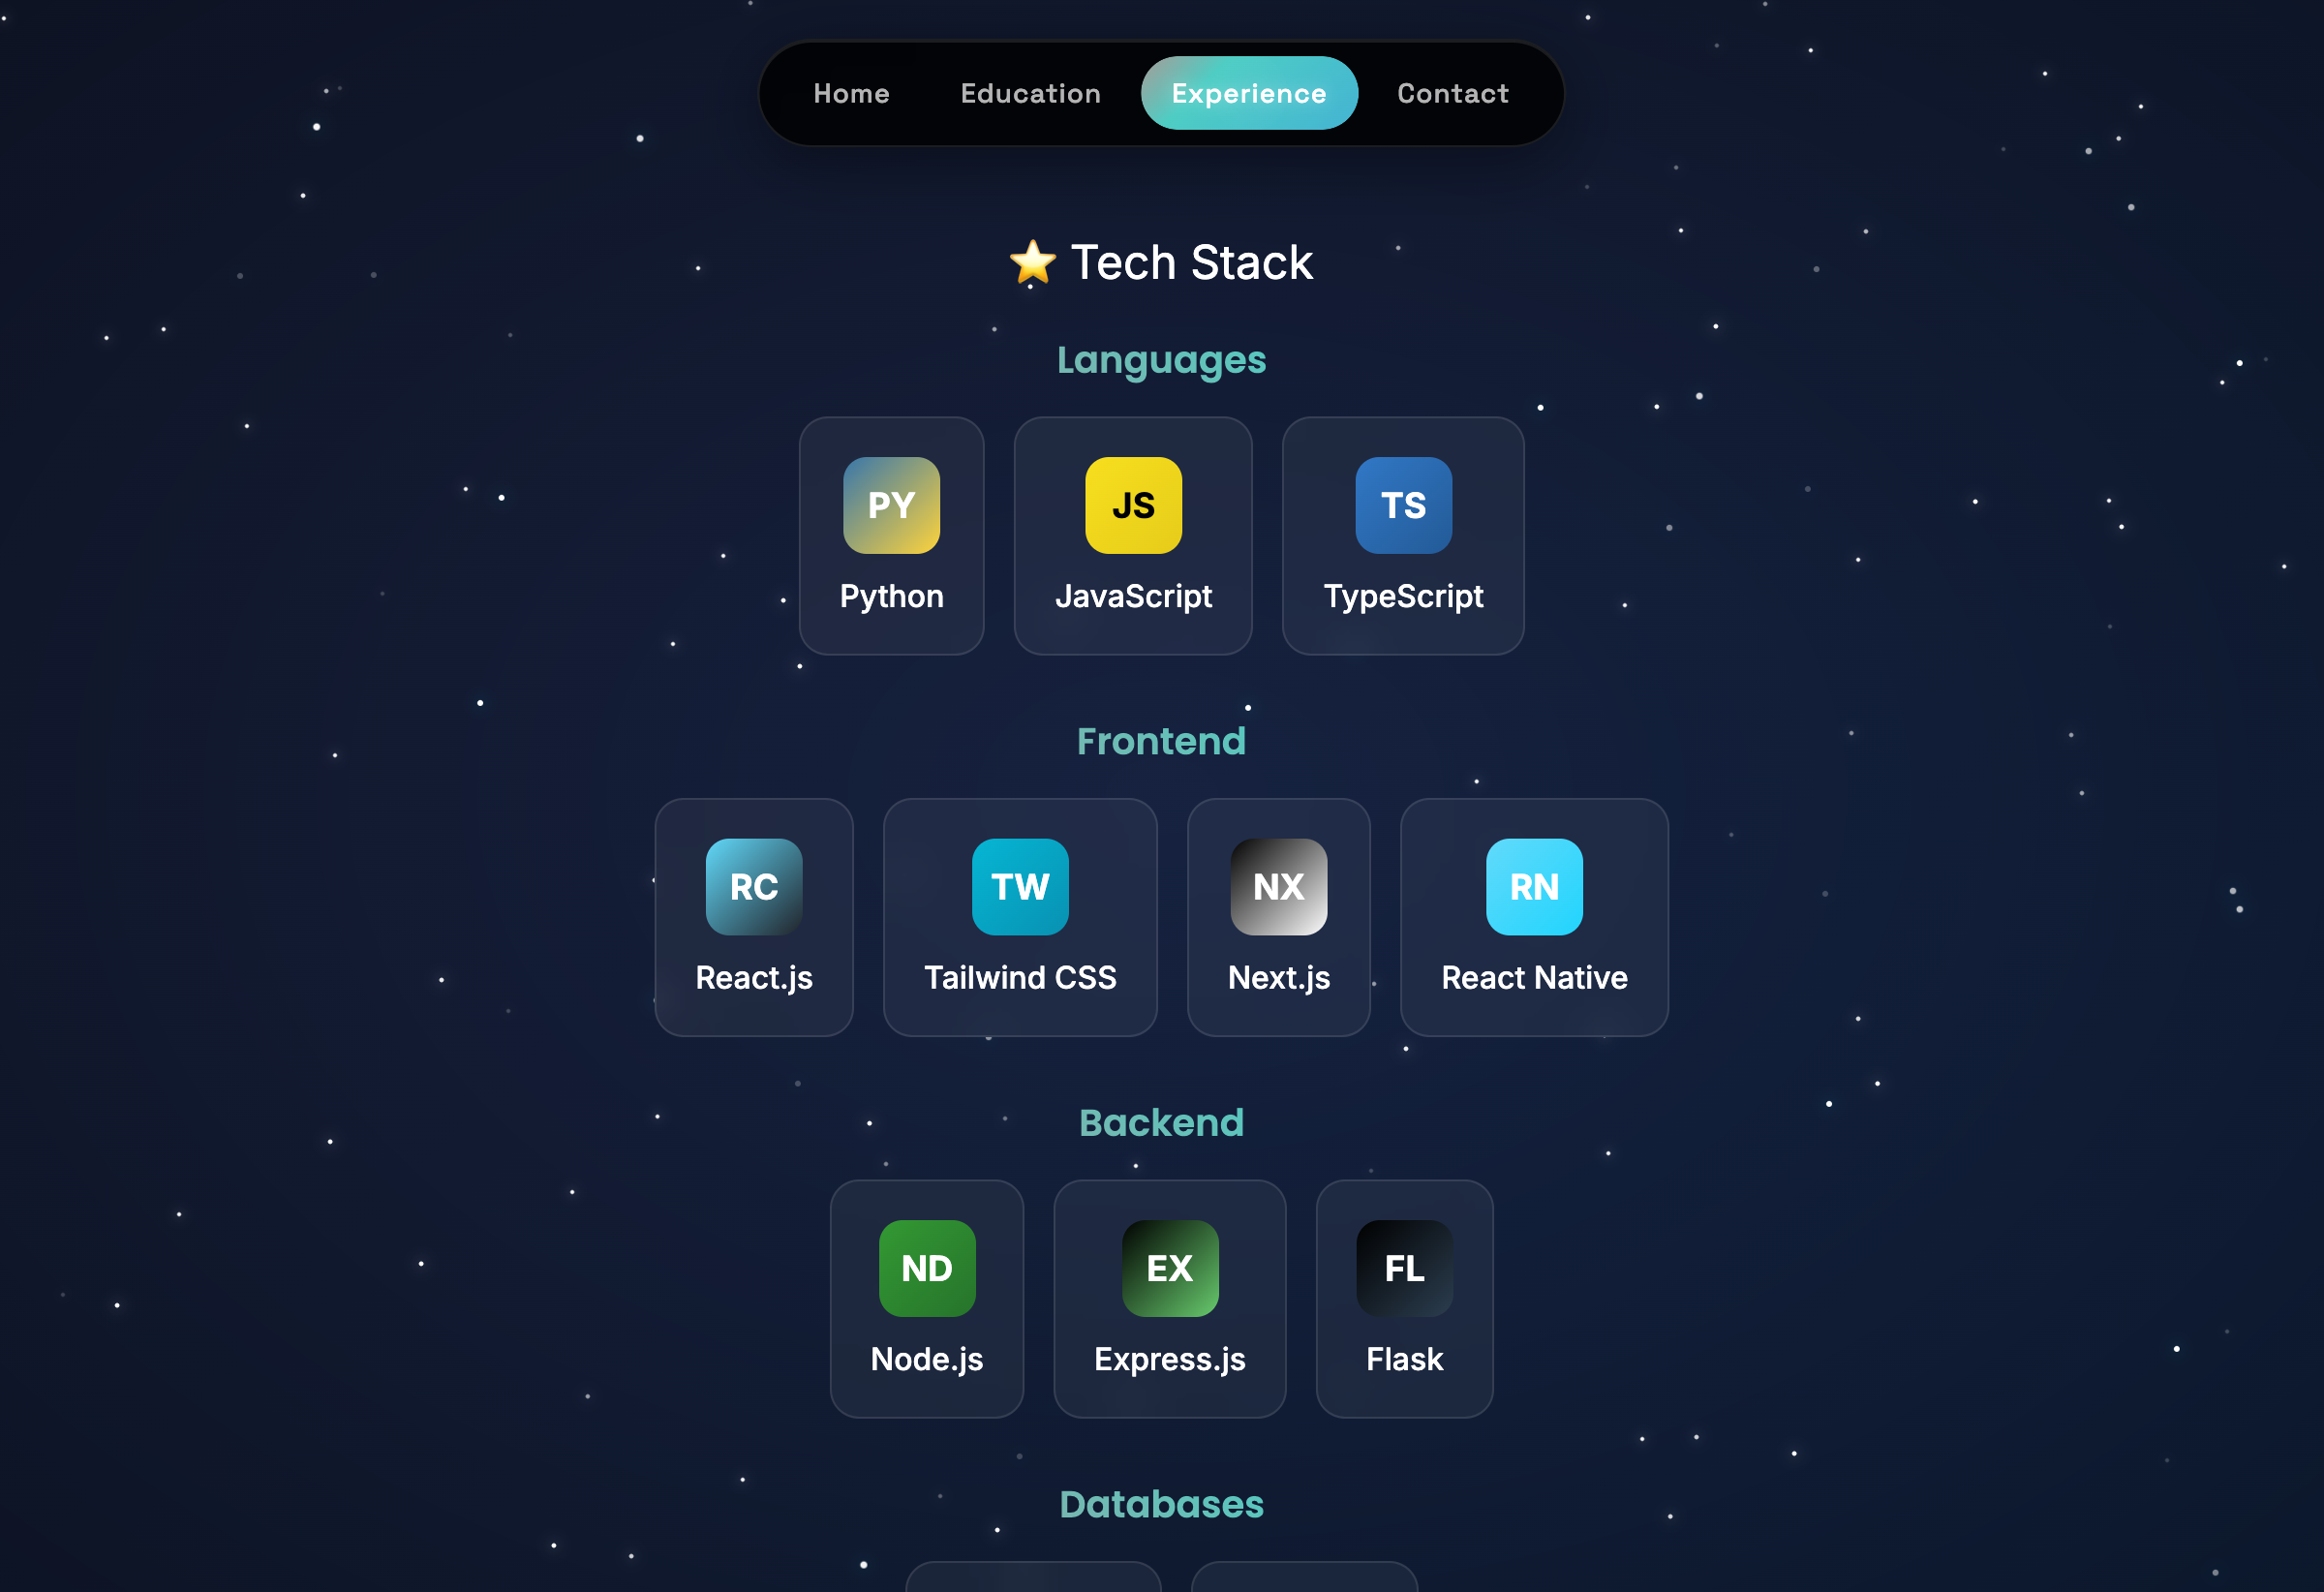 Home Education Experience Contact
⭐ Tech Stack
Languages
PY JS TS
Python JavaScript TypeScript
Frontend
RC TW NX RN
React.js Tailwind CSS Next.js React Native
Backend
ND EX FL
Node.js Express.js Flask
Databases